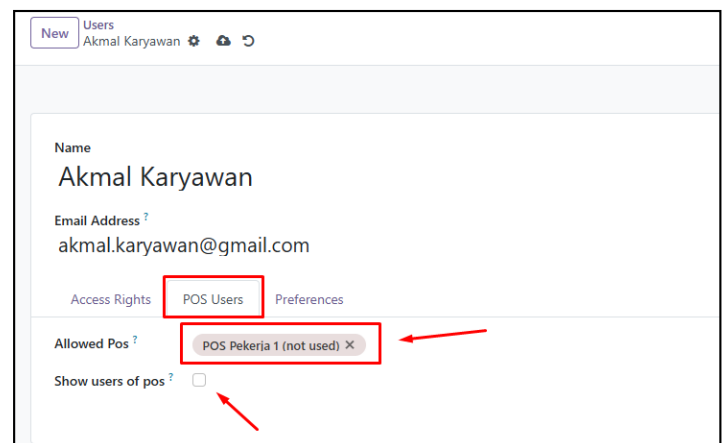 New
Users
Akmal Karyawan
Name
Akmal Karyawan
Email Address ?
akmal.karyawan@gmail.com
Access Rights POS Users Preferences
Allowed Pos ? POS Pekerja 1 (not used) ×
Show users of pos ?